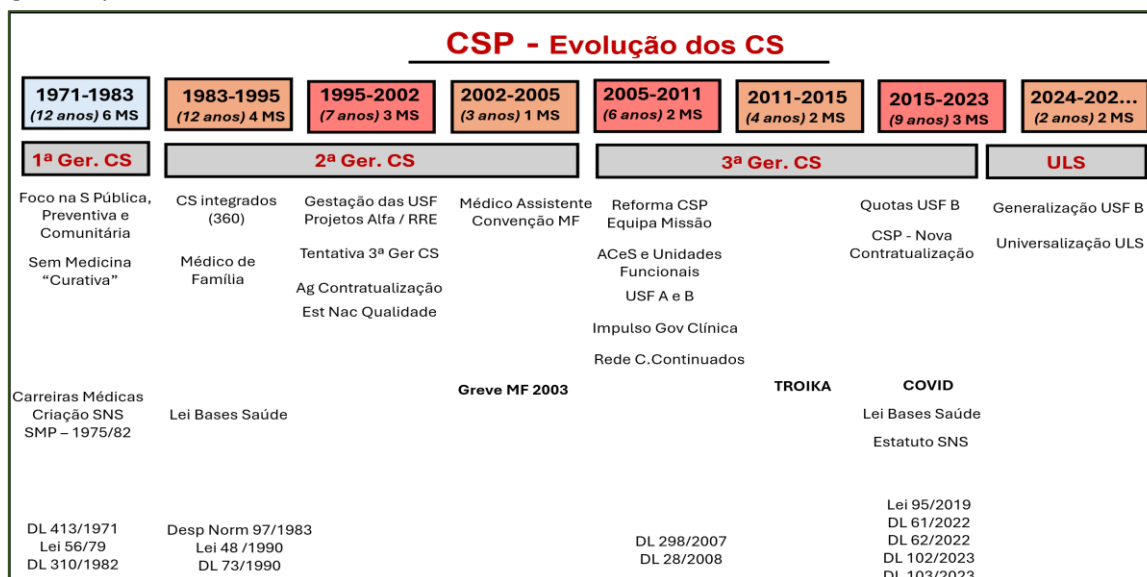 CSP - Evolução dos CS
1971-1983
(12 anos) 6 MS
1983-1995
(12 anos) 4 MS
1995-2002
(7 anos) 3 MS
2002-2005
(3 anos) 1 MS
2005-2011
(6 anos) 2 MS
2011-2015
(4 anos) 2 MS
2015-2023
(9 anos) 3 MS
2024-202...
(2 anos) 2 MS
1ª Ger. CS
2ª Ger. CS
3ª Ger. CS
ULS
Foco na S Pública,
Preventiva e
Comunitária
Sem Medicina
“Curativa”
CS integrados
(360)
Médico de
Família
Gestação das USF
Projetos Alfa / RRE
Tentativa 3ª Ger CS
Ag Contratualização
Est Nac Qualidade
Médico Assistente
Convenção MF
Reforma CSP
Equipa Missão
ACeS e Unidades
Funcionais
USF A e B
Impulso Gov Clínica
Rede C.Continuados
Quotas USF B
CSP - Nova
Contratualização
Generalização USF B
Universalização ULS
Carreiras Médicas
Criação SNS
SMP – 1975/82
Lei Bases Saúde
Greve MF 2003
TROIKA
COVID
Lei Bases Saúde
Estatuto SNS
DL 413/1971
Lei 56/79
DL 310/1982
Desp Norm 97/1983
Lei 48 /1990
DL 73/1990
DL 298/2007
DL 28/2008
Lei 95/2019
DL 61/2022
DL 62/2022
DL 102/2023
DL 103/2023